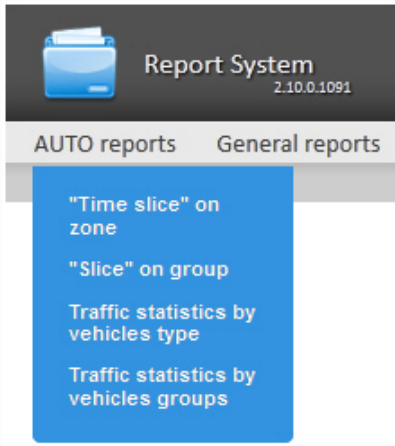 Report System
2.10.0.1091
AUTO reports General reports
"Time slice" on
zone
"Slice" on group
Traffic statistics by
vehicles type
Traffic statistics by
vehicles groups